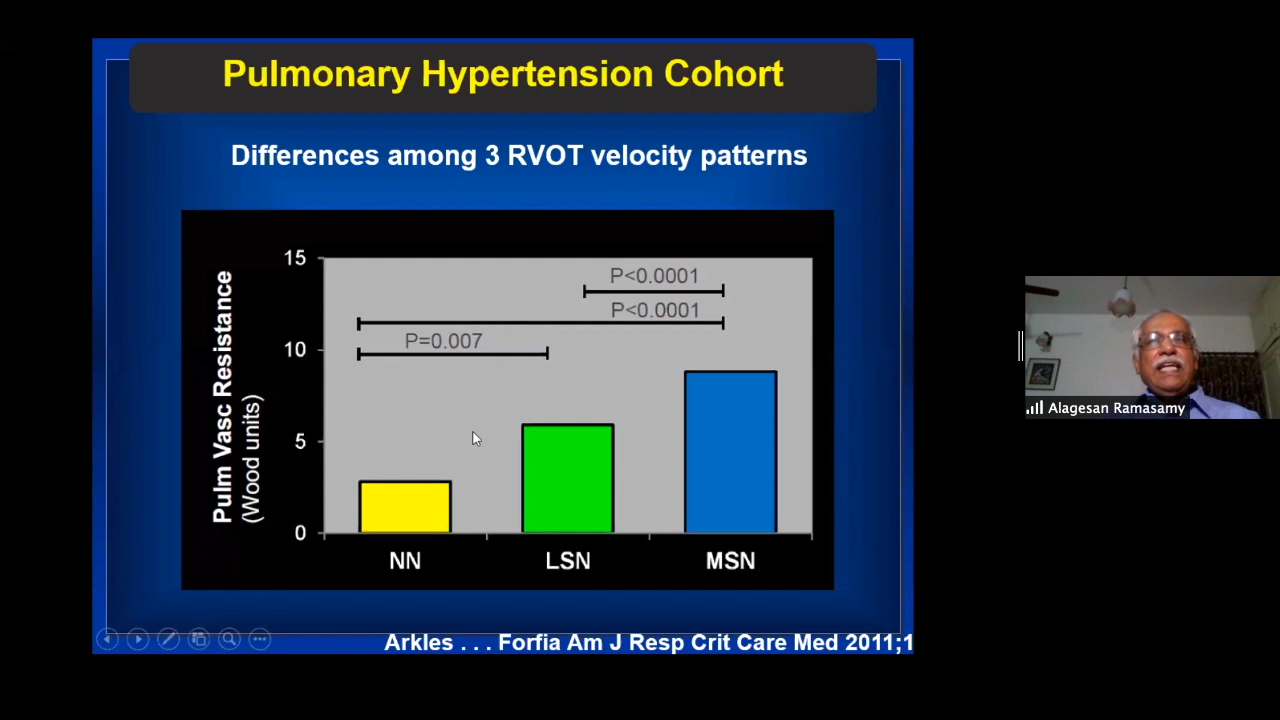 Pulmonary Hypertension Cohort
Differences among 3 RVOT velocity patterns
Pulm Vasc Resistance
(Wood units)
15
10
5
0
P<0.0001
P<0.0001
P=0.007
NN
LSN
MSN
Arkles . . . Forfia Am J Resp Crit Care Med 2011;1
Alagesan Ramasamy